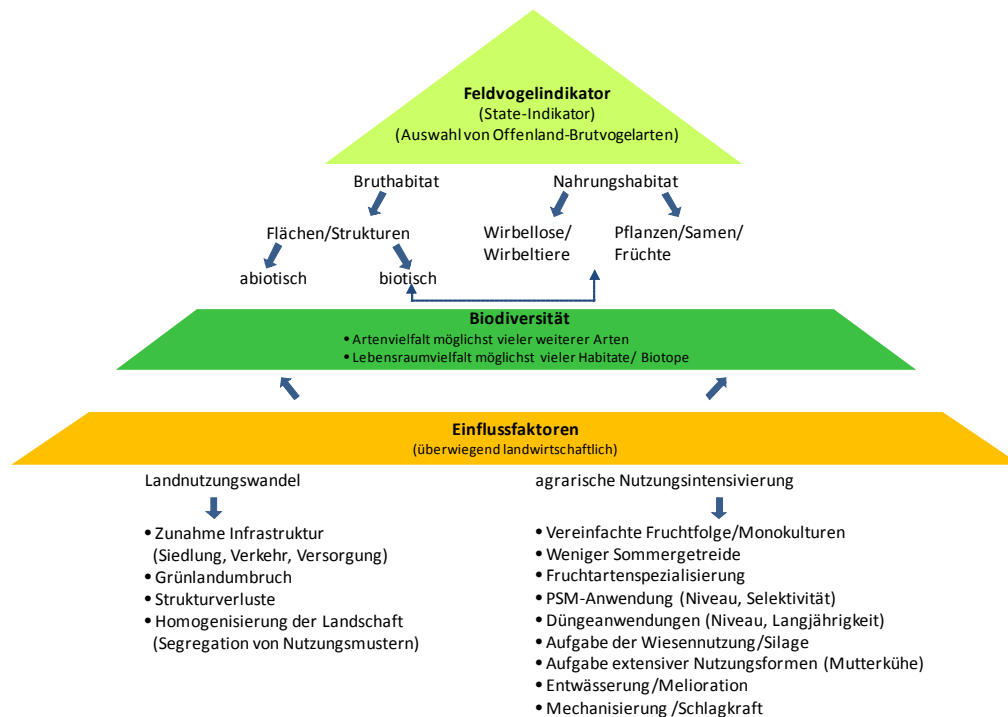 Feldvogelindikator
(State-Indikator)
(Auswahl von Offenland-Brutvogelarten)
Bruthabitat
Nahrungshabitat
Flächen/Strukturen
Wirbellose/
Wirbeltiere
Pflanzen/Samen/
Früchte
abiotisch
biotisch
Biodiversität
• Artenvielfalt möglichst vieler weiterer Arten
• Lebensraumvielfalt möglichst vieler Habitate/ Biotope
Einflussfaktoren
(überwiegend landwirtschaftlich)
Landnutzungswandel
• Zunahme Infrastruktur
(Siedlung, Verkehr, Versorgung)
• Grünlandumbruch
• Strukturverluste
• Homogenisierung der Landschaft
(Segregation von Nutzungsmustern)
agrarische Nutzungsintensivierung
• Vereinfachte Fruchtfolge/Monokulturen
• Weniger Sommergetreide
• Fruchtartenspezialisierung
• PSM-Anwendung (Niveau, Selektivität)
• Düngeanwendungen (Niveau, Langjährigkeit)
• Aufgabe der Wiesennutzung/Silage
• Aufgabe extensiver Nutzungsformen (Mutterkühe)
• Entwässerung/Melioration
• Mechanisierung/Schlagkraft